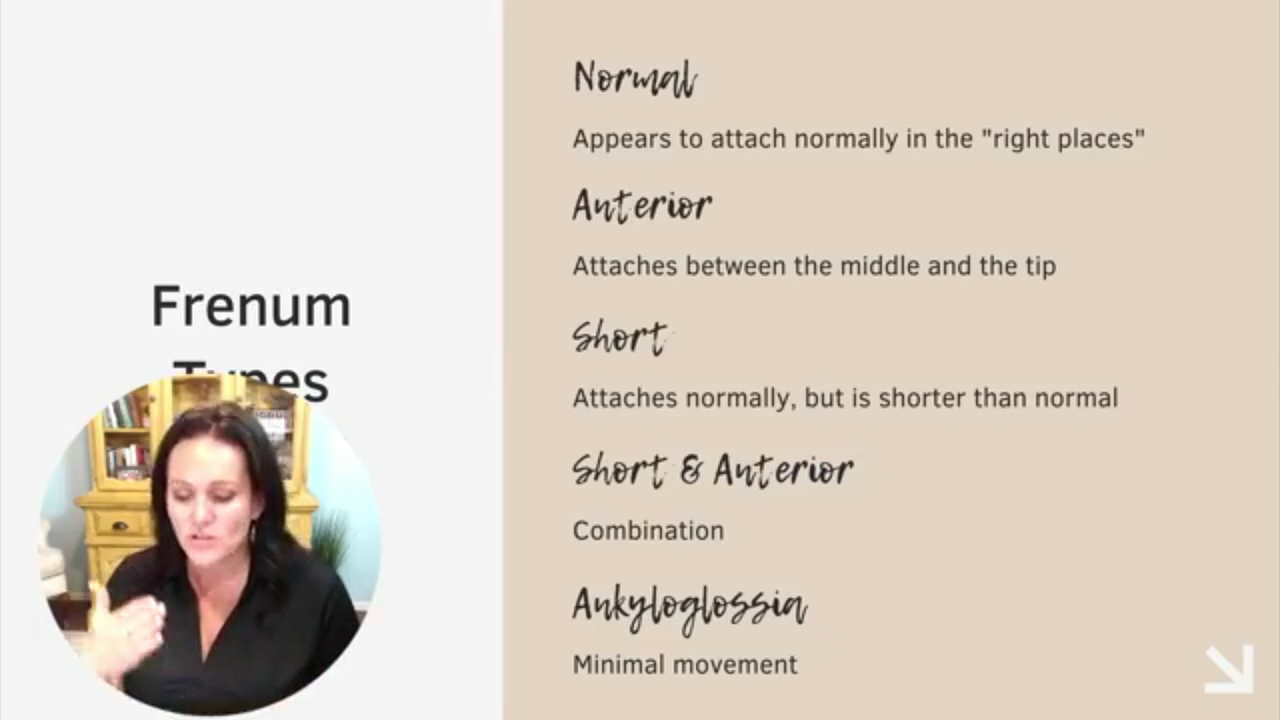 Frenum
Types
Normal
Appears to attach normally in the "right places"
Anterior
Attaches between the middle and the tip
Short
Attaches normally, but is shorter than normal
Short & Anterior
Combination
Ankyloglossia
Minimal movement